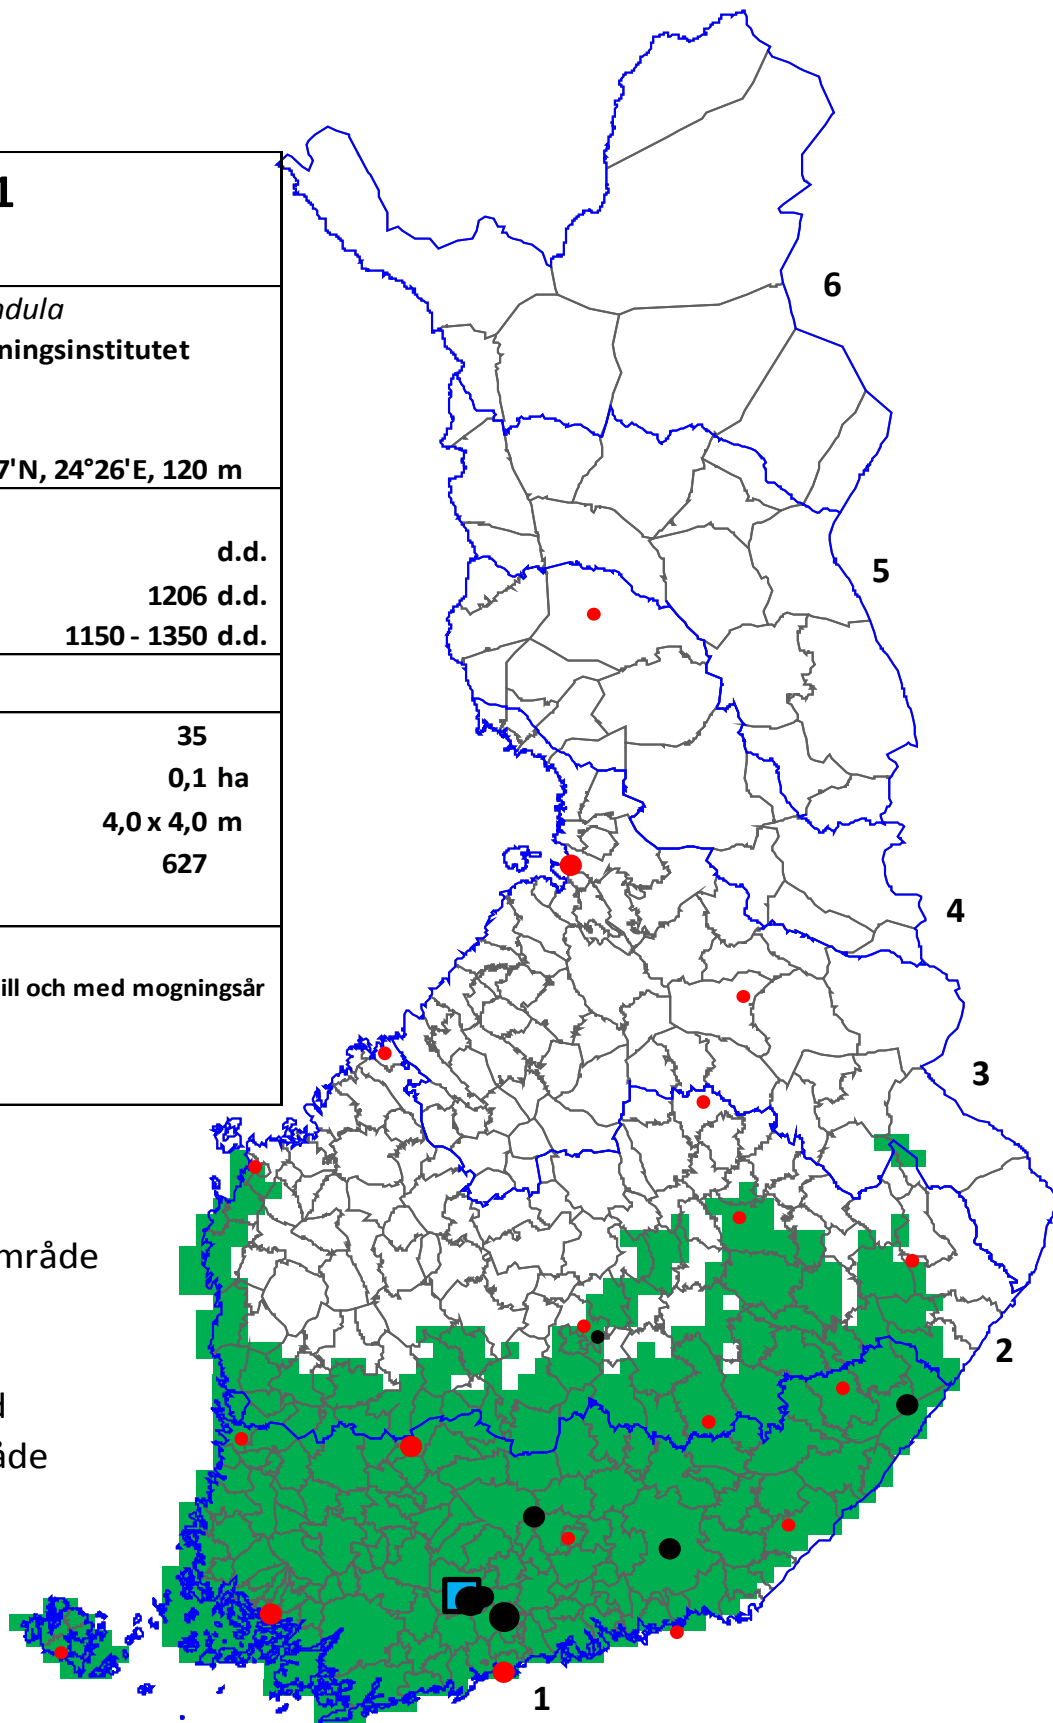 1
ndula
ningsinstitutet
7'N, 24°26'E, 120 m
d.d.
1206 d.d.
1150 - 1350 d.d.
35
0,1 ha
4,0 x 4,0 m
627
ill och med mogningsår
område
d
åde
6
5
4
3
2
1